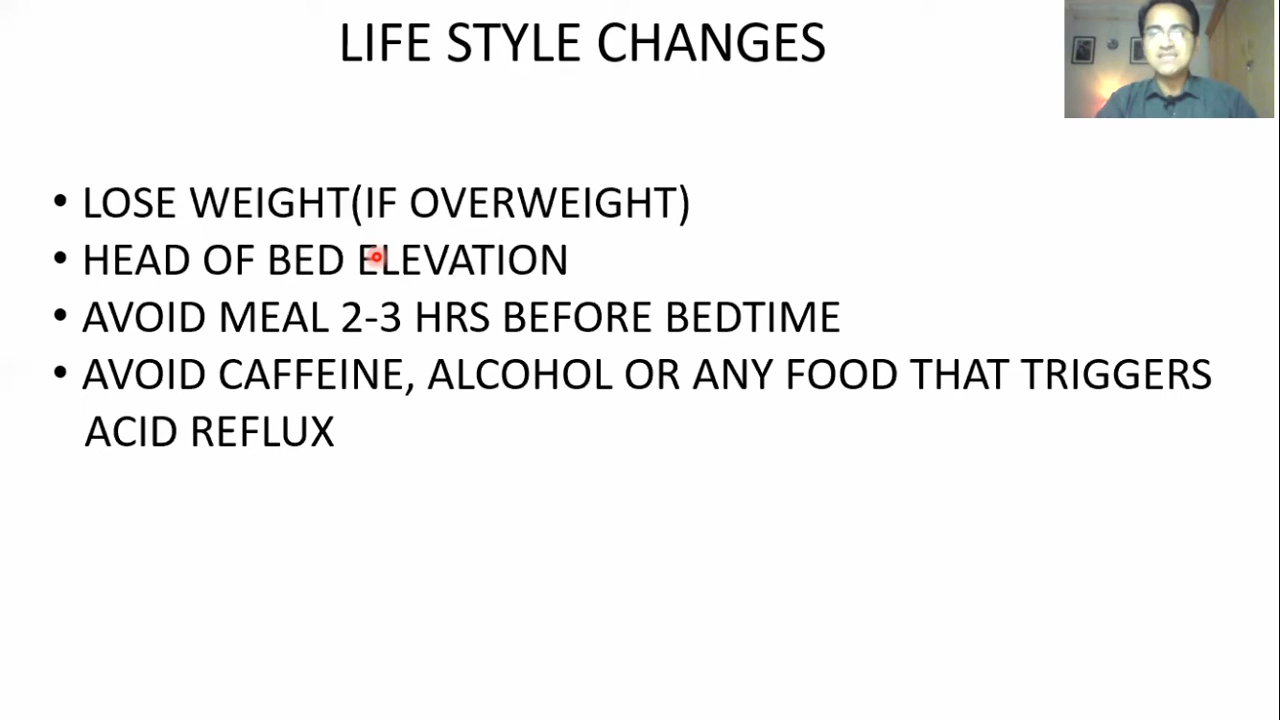 LIFE STYLE CHANGES
• LOSE WEIGHT(IF OVERWEIGHT)
• HEAD OF BED ELEVATION
• AVOID MEAL 2-3 HRS BEFORE BEDTIME
• AVOID CAFFEINE, ALCOHOL OR ANY FOOD THAT TRIGGERS
ACID REFLUX